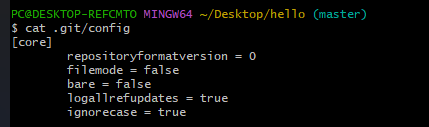 PC@DESKTOP-REFCMTO MINGW64 ~/Desktop/hello (master)
$ cat .git/config
[core]
        repositoryformatversion = 0
        filemode = false
        bare = false
        logallrefupdates = true
        ignorecase = true